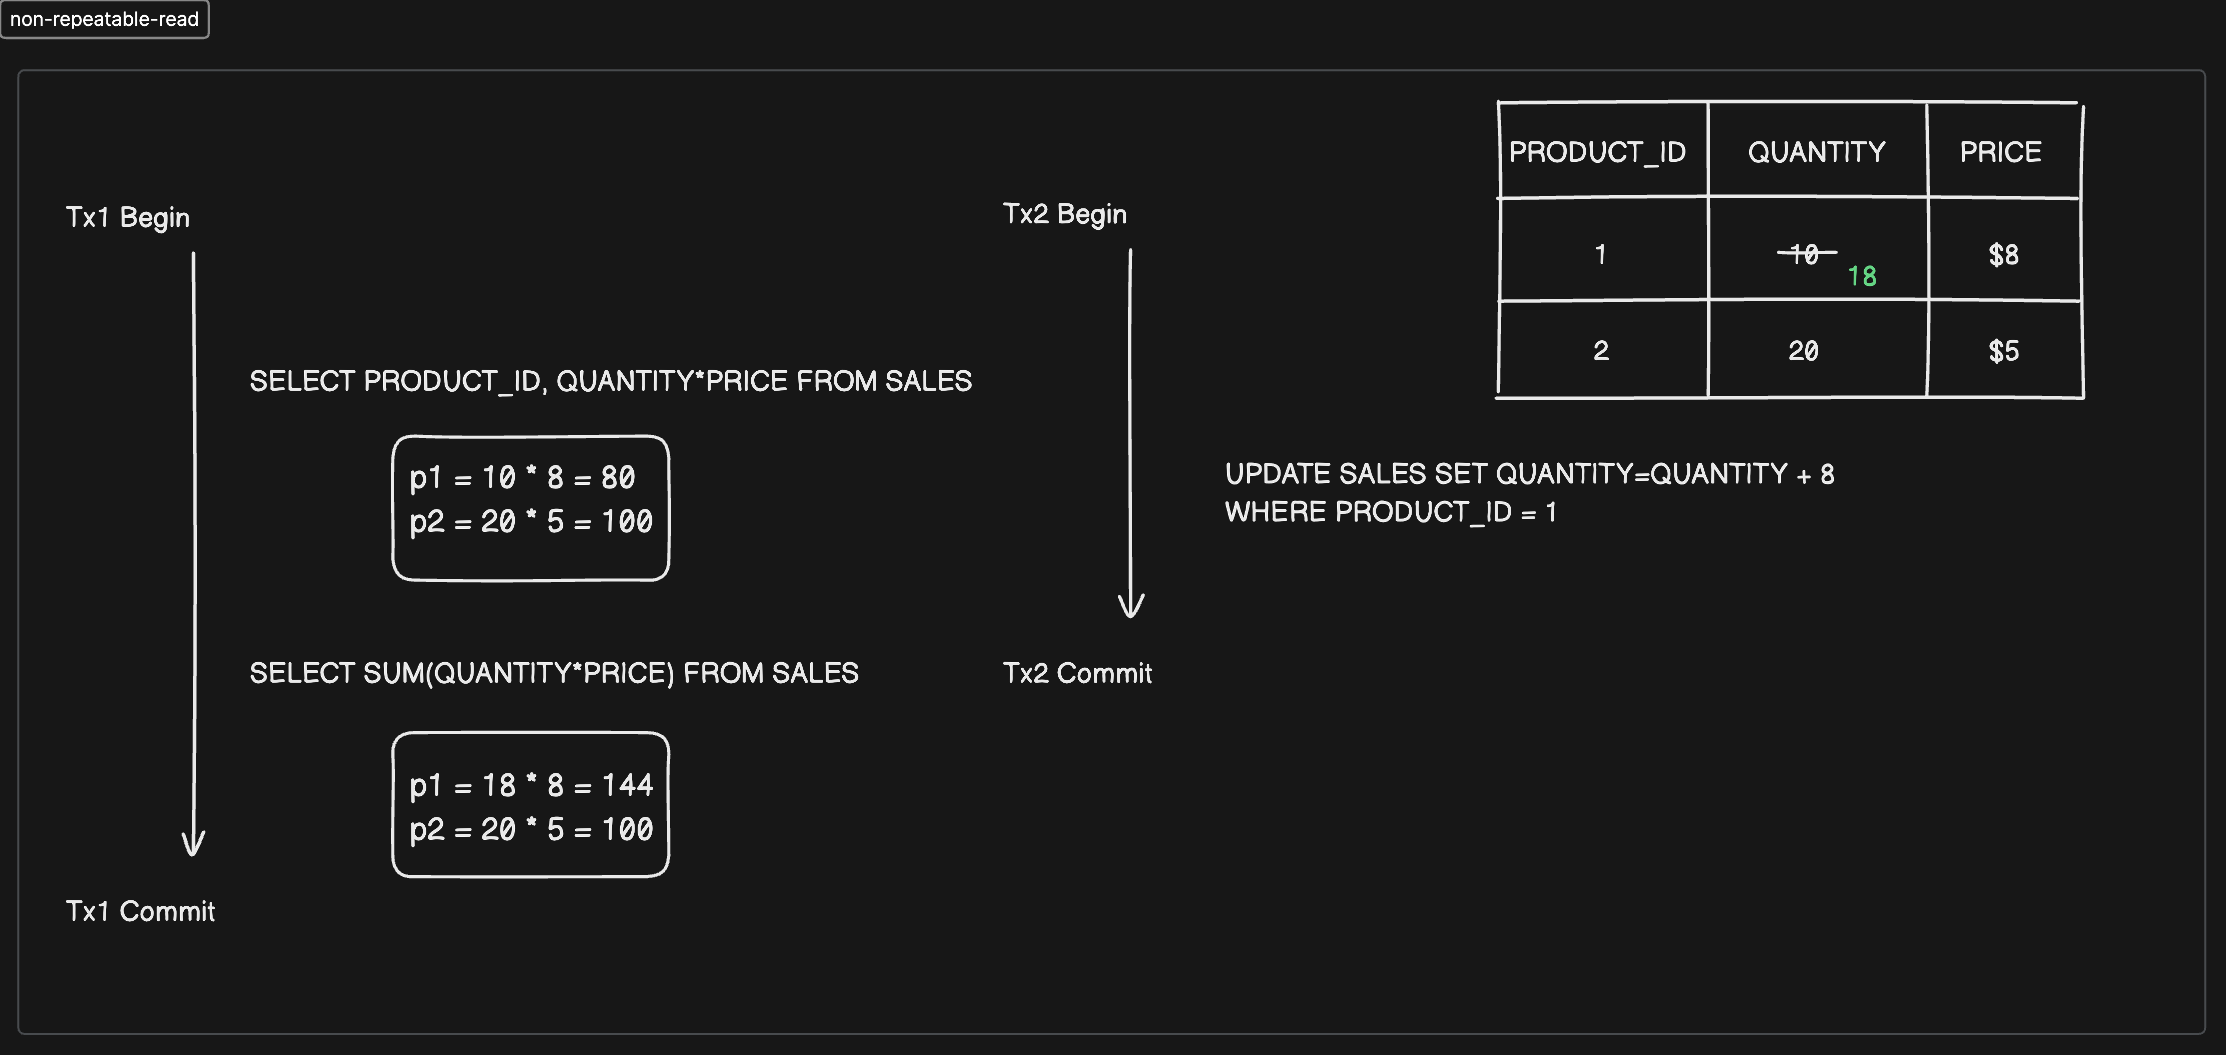 non-repeatable-read
Tx1 Begin
SELECT PRODUCT_ID, QUANTITY*PRICE FROM SALES
p1 = 10 * 8 = 80
p2 = 20 * 5 = 100
SELECT SUM(QUANTITY*PRICE) FROM SALES
p1 = 18 * 8 = 144
p2 = 20 * 5 = 100
Tx1 Commit
Tx2 Begin
UPDATE SALES SET QUANTITY=QUANTITY + 8
WHERE PRODUCT_ID = 1
Tx2 Commit
PRODUCT_ID QUANTITY PRICE
1 10 18 $8
2 20 $5